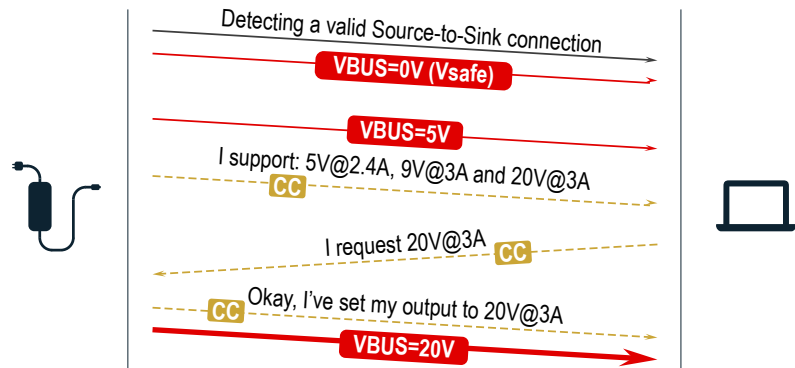 Detecting a valid Source-to-Sink connection
VBUS=0V (Vsafe)
VBUS=5V
I support: 5V@2.4A, 9V@3A and 20V@3A
CC
I request 20V@3A
CC
CC
Okay, I've set my output to 20V@3A
VBUS=20V